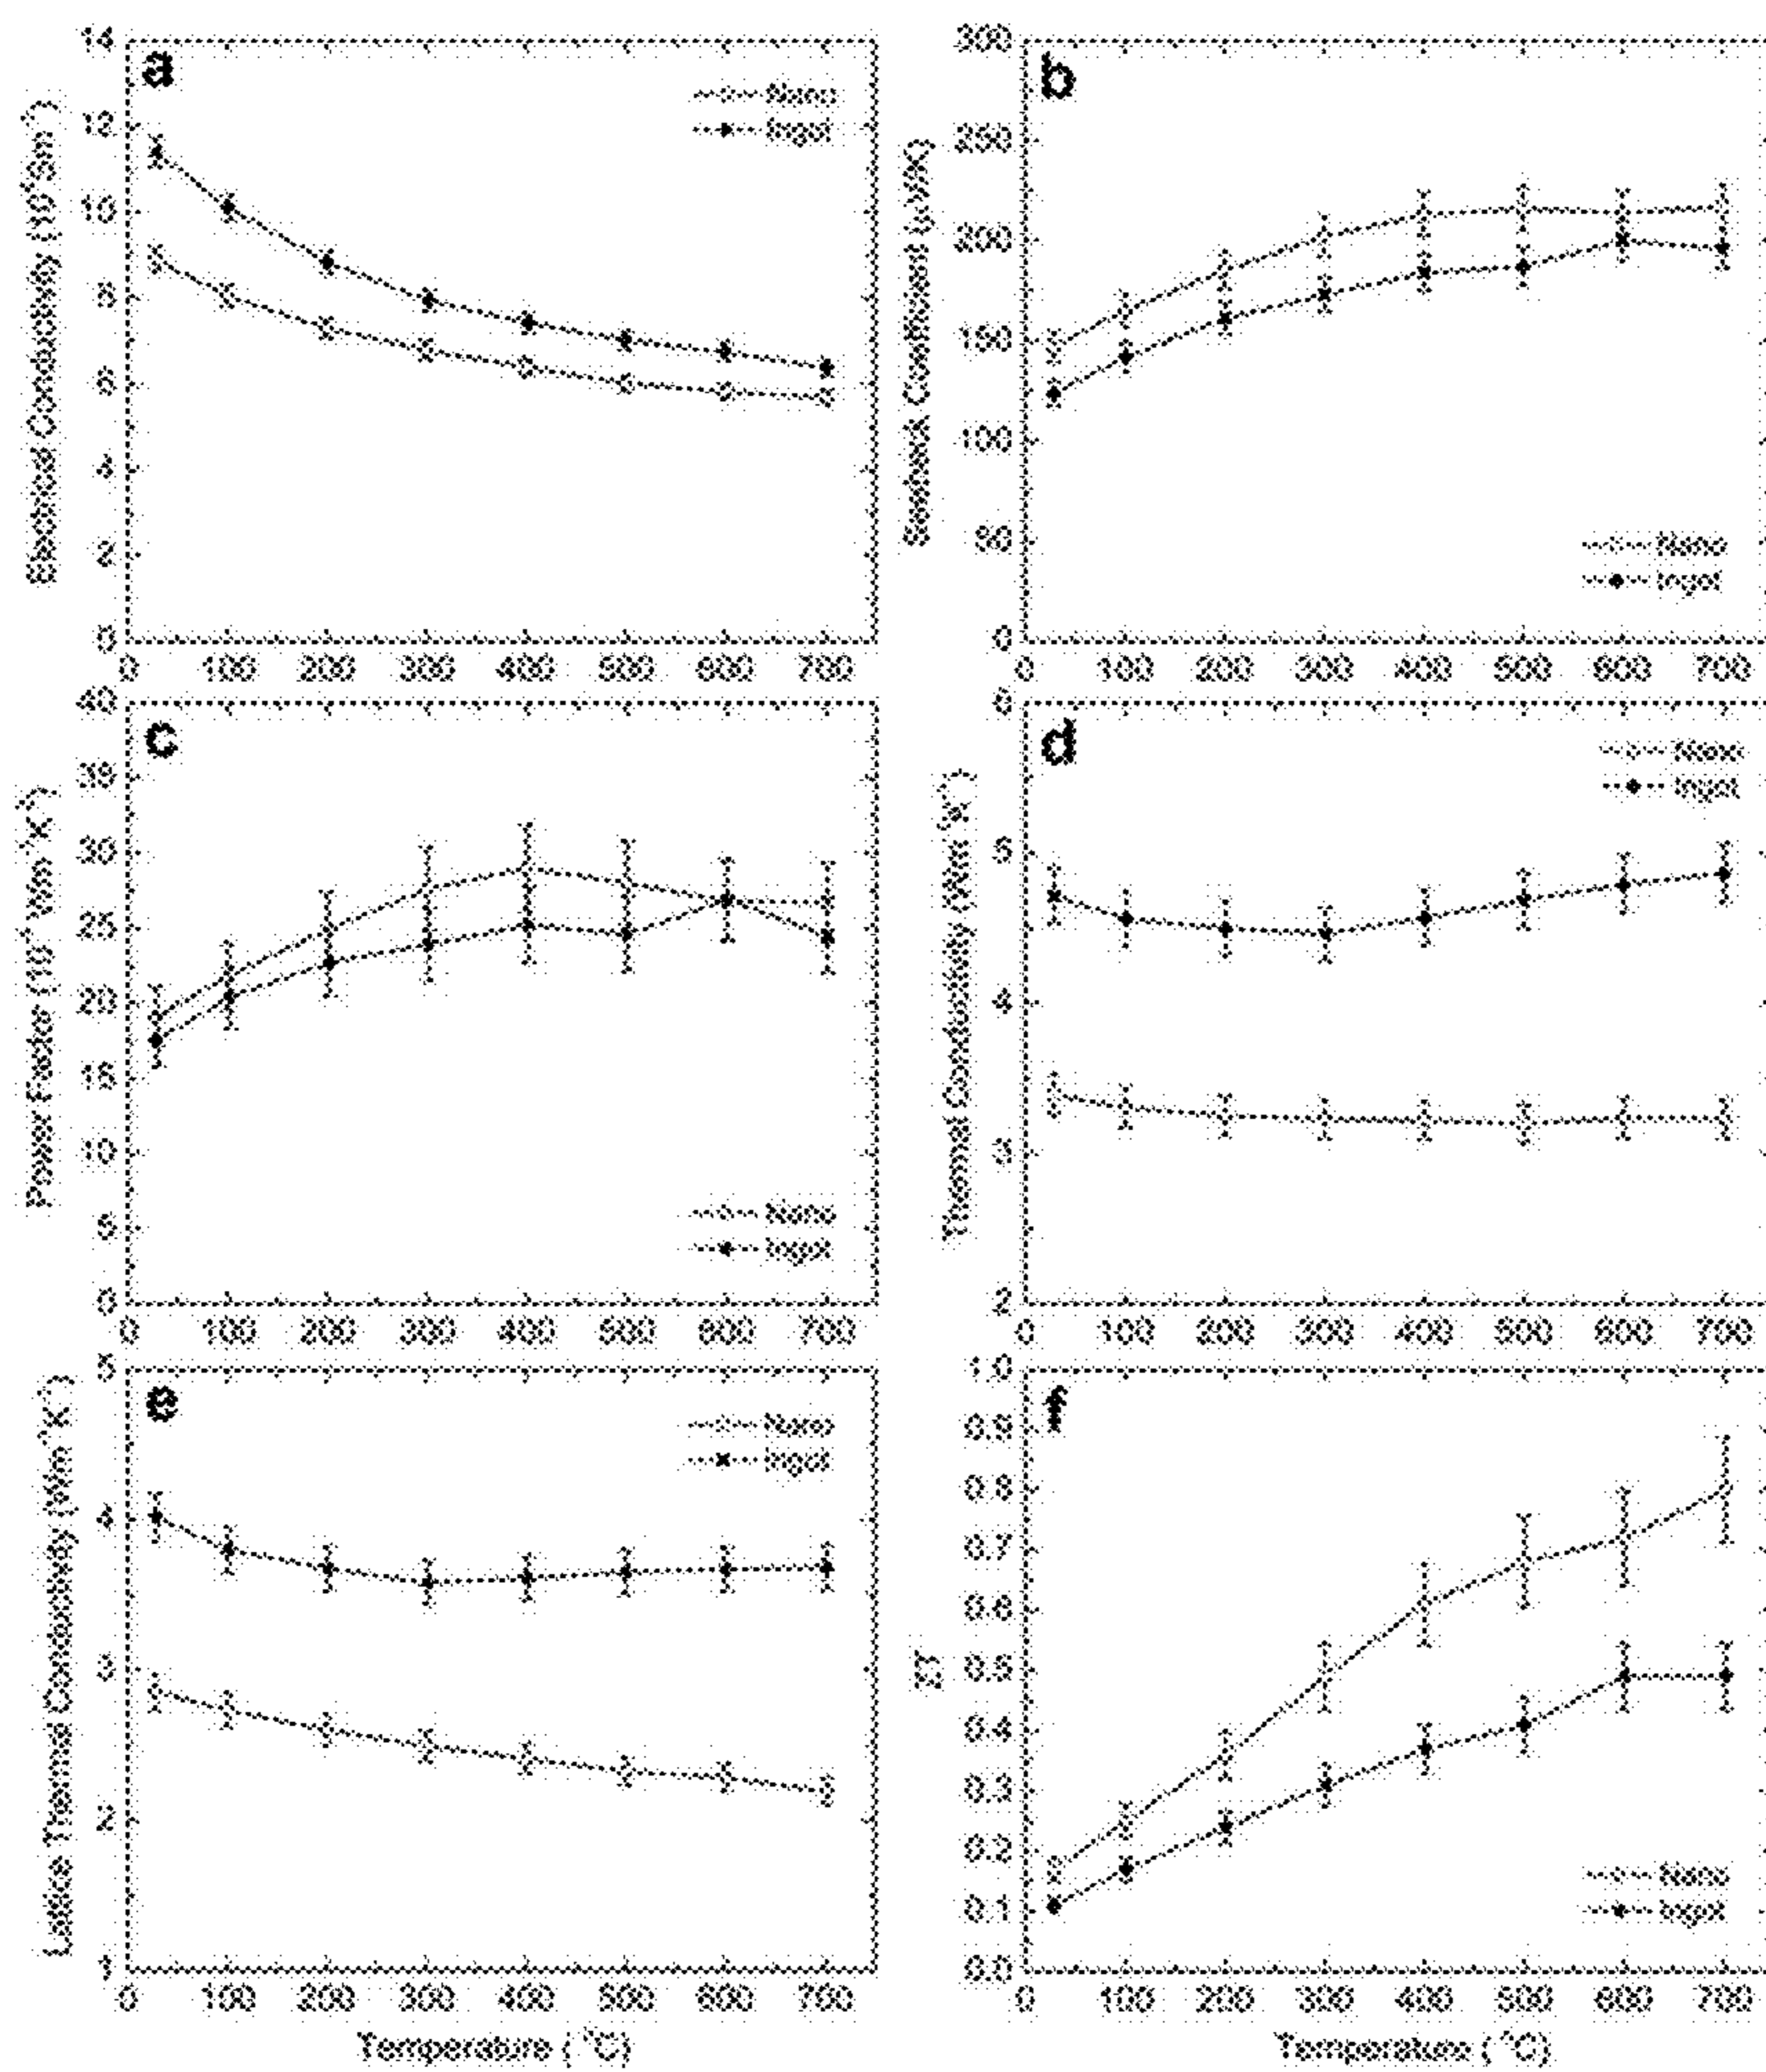 a
Nano
Ingot
Electrical Conductivity (10⁴ Sm⁻¹)
14
12
10
8
6
4
2
0
0 100 200 300 400 500 600 700
b
Nano
Ingot
Seebeck Coefficient (μV/K)
300
250
200
150
100
50
0
0 100 200 300 400 500 600 700
c
Nano
Ingot
Power Factor
40
35
30
25
20
15
10
5
0
0 100 200 300 400 500 600 700
d
Nano
Ingot
Thermal Conductivity (Wm⁻¹K⁻¹)
6
5
4
3
2
0 100 200 300 400 500 600 700
e
Nano
Ingot
Lattice Thermal Conductivity (Wm⁻¹K⁻¹)
5
4
3
2
1
0 100 200 300 400 500 600 700
Temperature (°C)
f
Nano
Ingot
ZT
1.0
0.9
0.8
0.7
0.6
0.5
0.4
0.3
0.2
0.1
0.0
0 100 200 300 400 500 600 700
Temperature (°C)